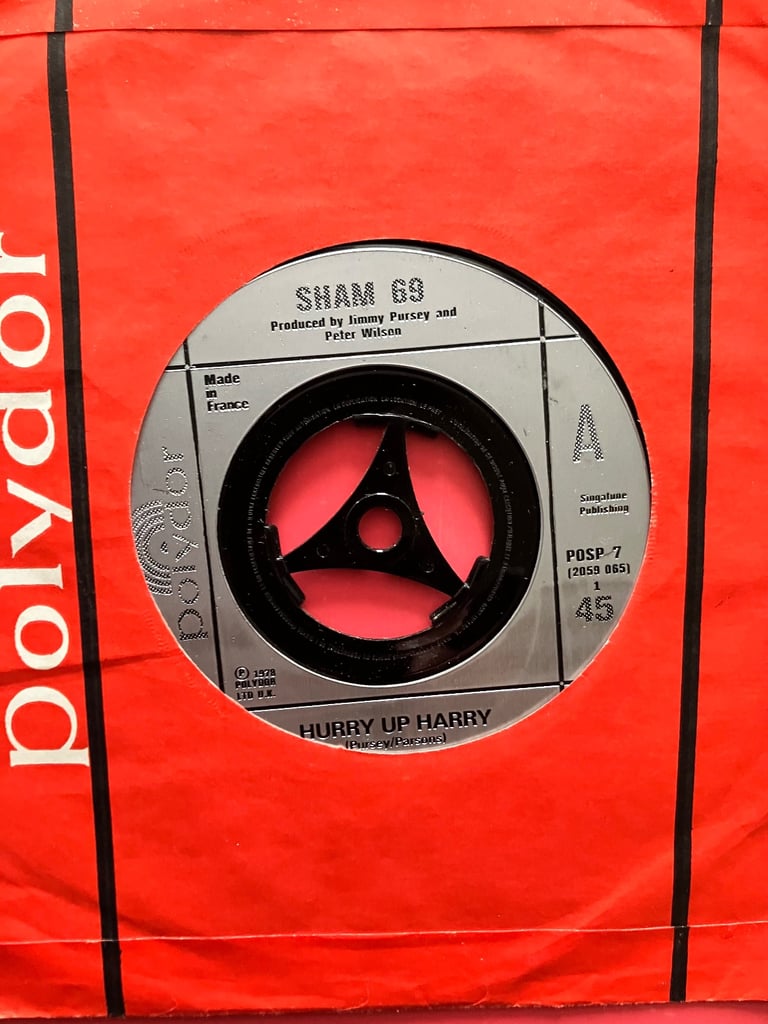 polydor
SHAM 69
Produced by Jimmy Pursey and
Peter Wilson
Made
in
France
polydor
A
Singatune
Publishing
POSP 7
(2059 065)
1
45
℗ 1978
POLYDOR
LTD U.K.
HURRY UP HARRY
(Pursey/Parsons)